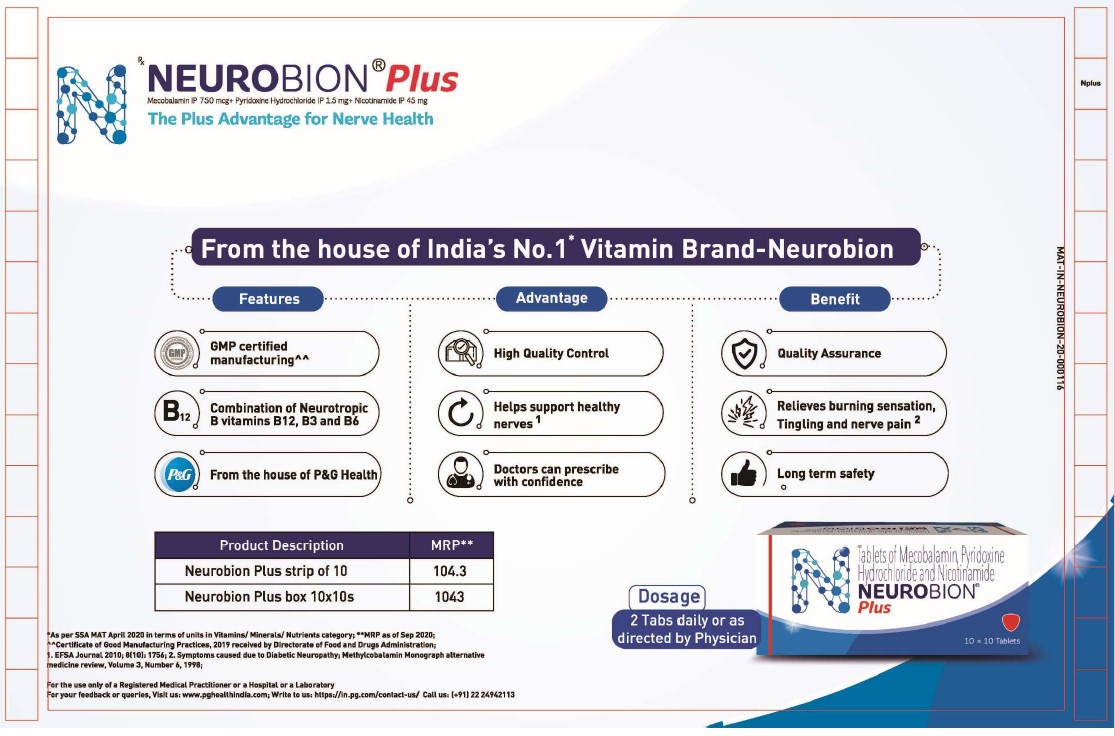 Rx NEUROBION® Plus
Mecobalamin IP 750 mcg+ Pyridoxine Hydrochloride IP 1.5 mg+ Nicotinamide IP 45 mg
The Plus Advantage for Nerve Health
Nplus
From the house of India's No.1* Vitamin Brand-Neurobion
Features
GMP
GMP certified
manufacturing^^
B12
Combination of Neurotropic
B vitamins B12, B3 and B6
P&G
From the house of P&G Health
Advantage
High Quality Control
Helps support healthy
nerves 1
Doctors can prescribe
with confidence
Benefit
Quality Assurance
Relieves burning sensation,
Tingling and nerve pain 2
Long term safety
MAT-IN-NEUROBION-20-000116
Product Description MRP**
Neurobion Plus strip of 10 104.3
Neurobion Plus box 10x10s 1043
Dosage
2 Tabs daily or as
directed by Physician
Tablets of Mecobalamin, Pyridoxine
Hydrochloride and Nicotinamide
NEUROBION®
Plus
10 × 10 Tablets
*As per SSA MAT April 2020 in terms of units in Vitamins/ Minerals/ Nutrients category; **MRP as of Sep 2020;
^^Certificate of Good Manufacturing Practices, 2019 received by Directorate of Food and Drugs Administration;
1. EFSA Journal 2010; 8(10): 1756; 2. Symptoms caused due to Diabetic Neuropathy; Methylcobalamin Monograph alternative
medicine review, Volume 3, Number 6, 1998;
For the use only of a Registered Medical Practitioner or a Hospital or a Laboratory
For your feedback or queries, Visit us: www.pghealthindia.com; Write to us: https://in.pg.com/contact-us/ Call us: (+91) 22 24942113